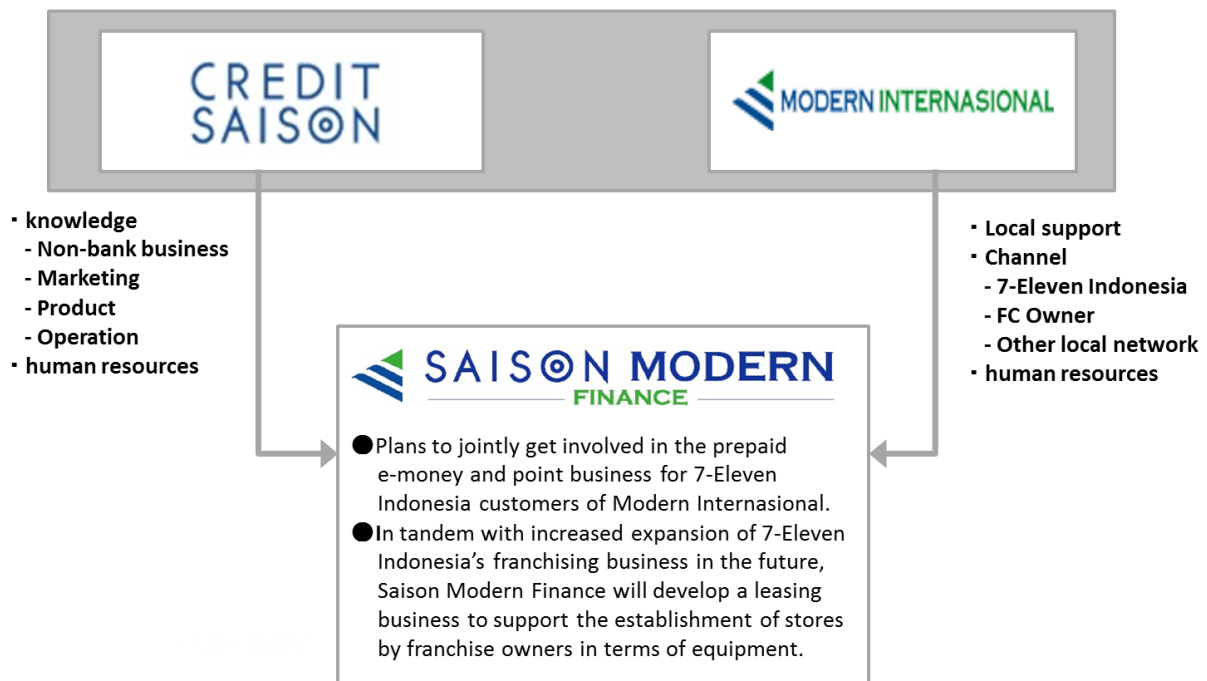 CREDIT
SAISON
MODERN INTERNASIONAL
・knowledge
- Non-bank business
- Marketing
- Product
- Operation
・human resources
・Local support
・Channel
- 7-Eleven Indonesia
- FC Owner
- Other local network
・human resources
SAISON MODERN
FINANCE
●Plans to jointly get involved in the prepaid
e-money and point business for 7-Eleven
Indonesia customers of Modern Internasional.
●In tandem with increased expansion of 7-Eleven
Indonesia’s franchising business in the future,
Saison Modern Finance will develop a leasing
business to support the establishment of stores
by franchise owners in terms of equipment.